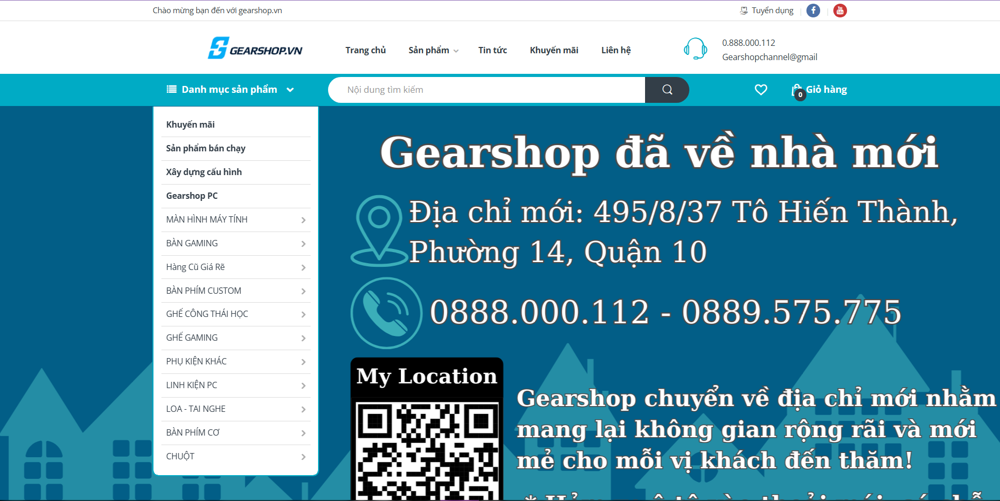 Chào mừng bạn đến với gearshop.vn
Tuyển dụng
GEARSHOP.VN
Trang chủ
Sản phẩm
Tin tức
Khuyến mãi
Liên hệ
0.888.000.112
Gearshopchannel@gmail
Danh mục sản phẩm
Nội dung tìm kiếm
0
Giỏ hàng
Khuyến mãi
Sản phẩm bán chạy
Xây dựng cấu hình
Gearshop PC
MÀN HÌNH MÁY TÍNH
BÀN GAMING
Hàng Cũ Giá Rẽ
BÀN PHÍM CUSTOM
GHẾ CÔNG THÁI HỌC
GHẾ GAMING
PHỤ KIỆN KHÁC
LINH KIỆN PC
LOA - TAI NGHE
BÀN PHÍM CƠ
CHUỘT
Gearshop đã về nhà mới
Địa chỉ mới: 495/8/37 Tô Hiến Thành,
Phường 14, Quận 10
0888.000.112 - 0889.575.775
My Location
Gearshop chuyển về địa chỉ mới nhằm
mang lại không gian rộng rãi và mới
mẻ cho mỗi vị khách đến thăm!